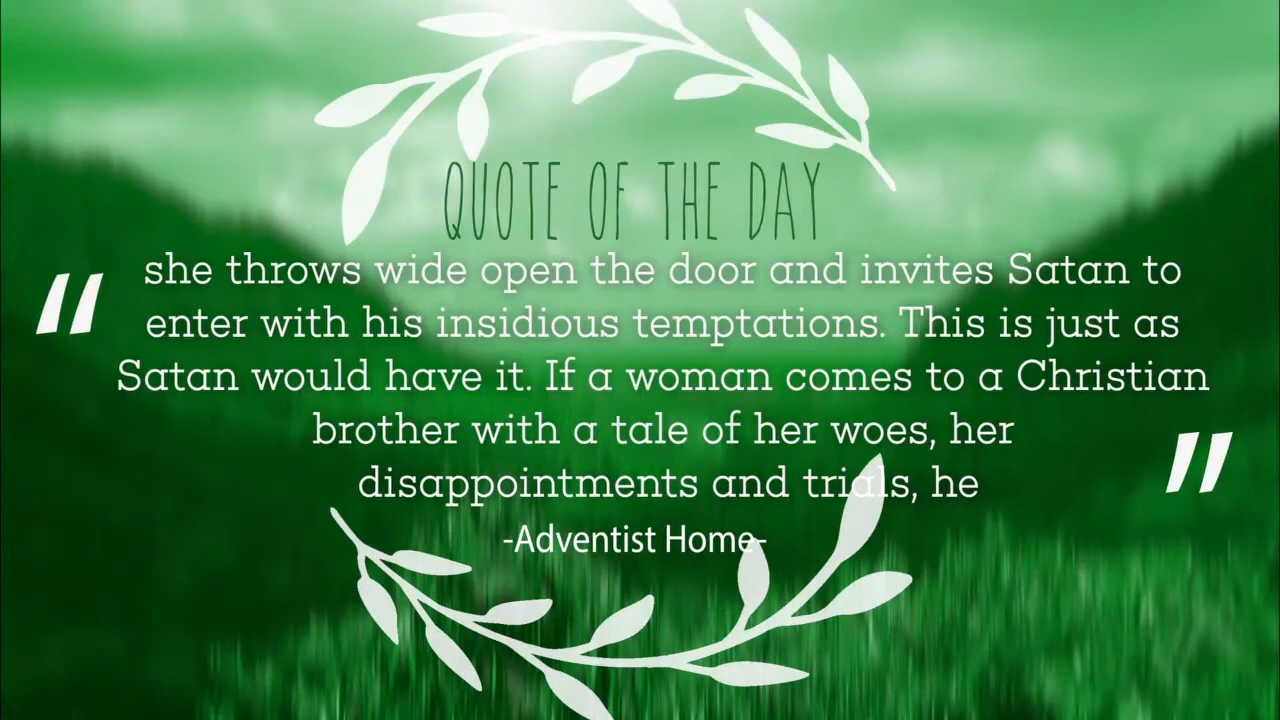 QUOTE OF THE DAY
“ she throws wide open the door and invites Satan to
enter with his insidious temptations. This is just as
Satan would have it. If a woman comes to a Christian
brother with a tale of her woes, her
disappointments and trials, he ”
-Adventist Home-